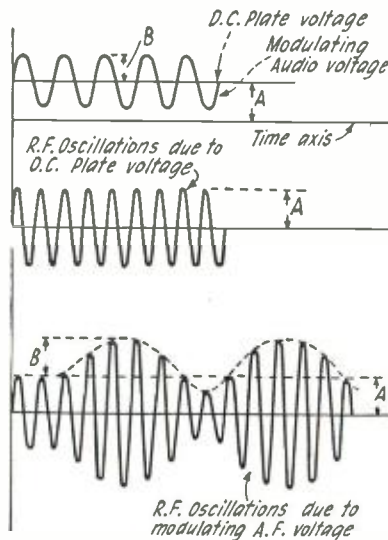 D.C. Plate voltage
B
Modulating
Audio voltage
A
Time axis
R.F. Oscillations due to
D.C. Plate voltage
A
B
A
R.F. Oscillations due to
modulating A.F. voltage